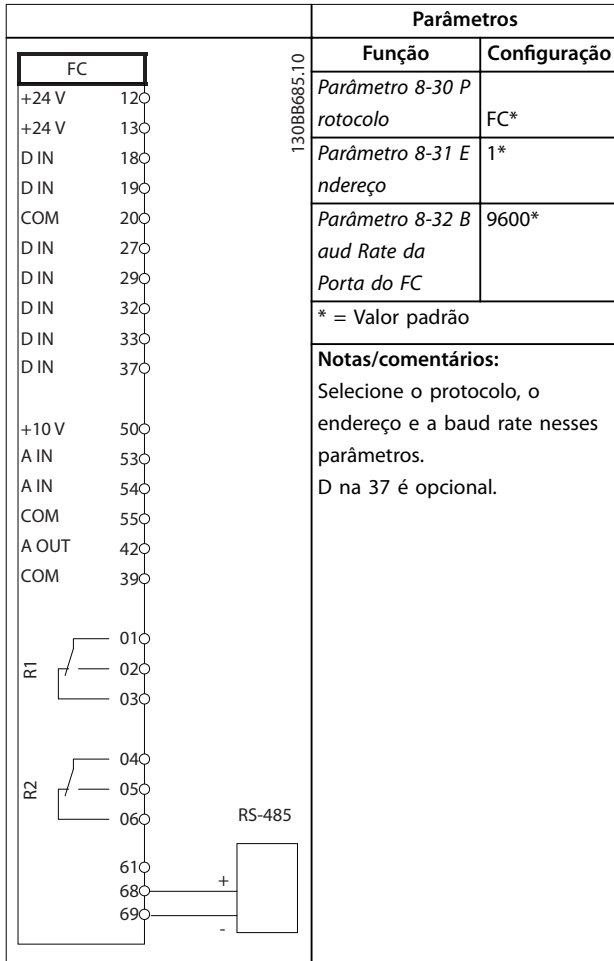 FC
+24 V 12
+24 V 13
D IN 18
D IN 19
COM 20
D IN 27
D IN 29
D IN 32
D IN 33
D IN 37
+10 V 50
A IN 53
A IN 54
COM 55
A OUT 42
COM 39
R1
01
02
03
R2
04
05
06
RS-485
61
68
+
69
-
130BB685.10
Parâmetros
Função Configuração
Parâmetro 8-30 P
rotocolo FC*
Parâmetro 8-31 E 1*
ndereço
Parâmetro 8-32 B 9600*
aud Rate da
Porta do FC
* = Valor padrão
Notas/comentários:
Selecione o protocolo, o
endereço e a baud rate nesses
parâmetros.
D na 37 é opcional.